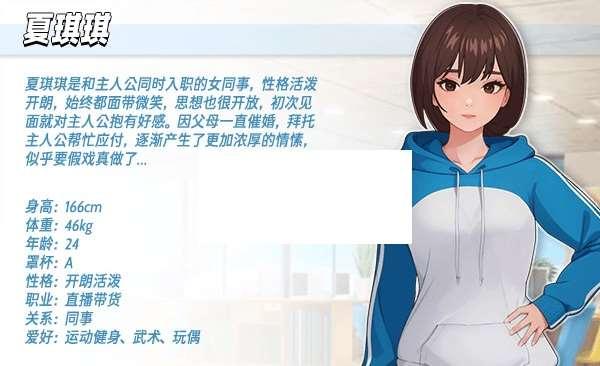 夏琪琪
夏琪琪是和主人公同时入职的女同事，性格活泼
开朗，始终都面带微笑，思想也很开放，初次见
面就对主人公抱有好感。因父母一直催婚，拜托
主人公帮忙应付，逐渐产生了更加浓厚的情愫，
似乎要假戏真做了...
身高：166cm
体重：46kg
年龄：24
罩杯：A
性格：开朗活泼
职业：直播带货
关系：同事
爱好：运动健身、武术、玩偶